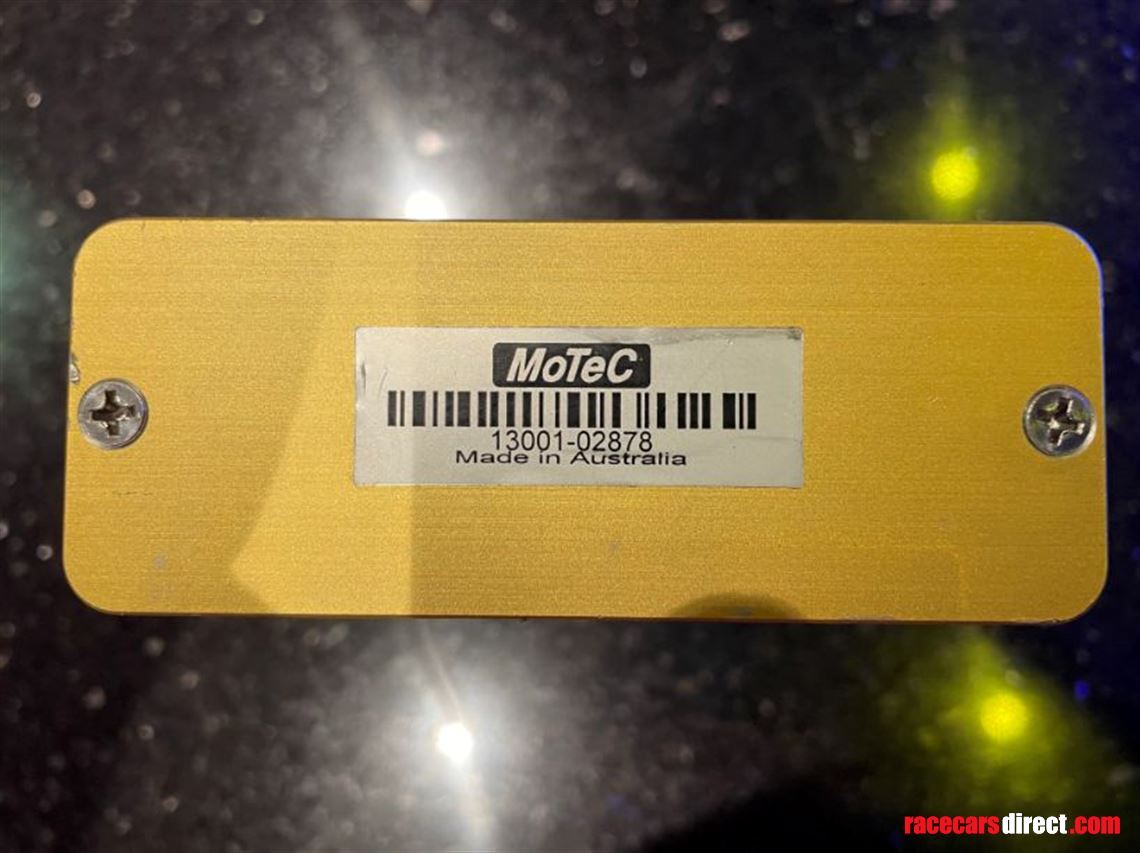 MoTeC
13001-02878
Made in Australia
racecarsdirect.com